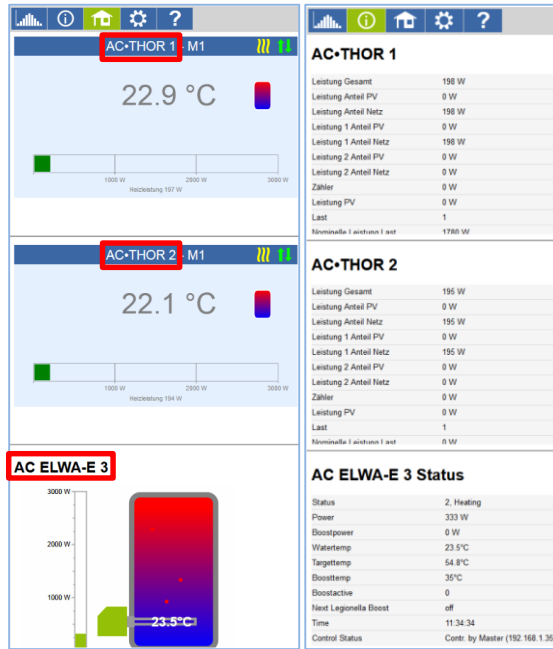 ?
AC•THOR 1 - M1
22.9 °C
1000 W 2000 W 3000 W
Heizleistung 197 W
AC•THOR 2 - M1
22.1 °C
1000 W 2000 W 3000 W
Heizleistung 194 W
AC ELWA-E 3
3000 W
2000 W
1000 W
23.5°C
?
AC•THOR 1
Leistung Gesamt 198 W
Leistung Anteil PV 0 W
Leistung Anteil Netz 198 W
Leistung 1 Anteil PV 0 W
Leistung 1 Anteil Netz 198 W
Leistung 2 Anteil PV 0 W
Leistung 2 Anteil Netz 0 W
Zähler 0 W
Leistung PV 0 W
Last 1
Nominelle Leistung Last 1780 W
AC•THOR 2
Leistung Gesamt 195 W
Leistung Anteil PV 0 W
Leistung Anteil Netz 195 W
Leistung 1 Anteil PV 0 W
Leistung 1 Anteil Netz 195 W
Leistung 2 Anteil PV 0 W
Leistung 2 Anteil Netz 0 W
Zähler 0 W
Leistung PV 0 W
Last 1
Nominelle Leistung Last 0 W
AC ELWA-E 3 Status
Status 2, Heating
Power 333 W
Boostpower 0 W
Watertemp 23.5°C
Targettemp 54.8°C
Boosttemp 35°C
Boostactive 0
Next Legionella Boost off
Time 11:34:34
Control Status Contr. by Master (192.168.1.35